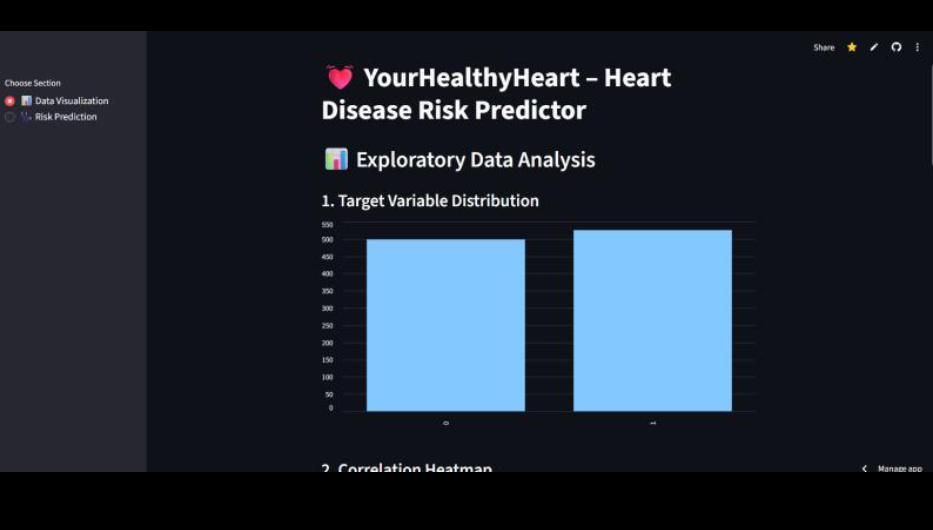 Share
Choose Section
Data Visualization
Risk Prediction
YourHealthyHeart – Heart
Disease Risk Predictor
Exploratory Data Analysis
1. Target Variable Distribution
550
500
450
400
350
300
250
200
150
100
50
0
0
1
2. Correlation Heatmap
Manage app